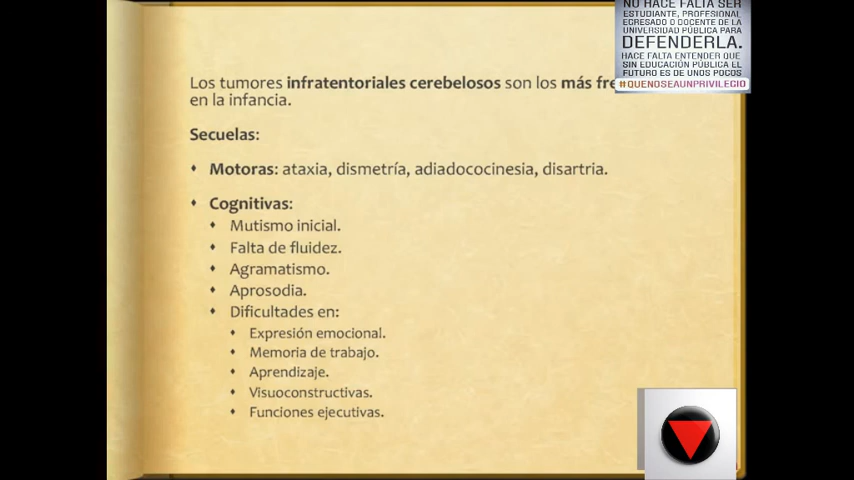 NO HACE FALTA SER
ESTUDIANTE, PROFESIONAL,
EGRESADO O DOCENTE DE LA
UNIVERSIDAD PÚBLICA PARA
DEFENDERLA.
HACE FALTA ENTENDER QUE
SIN EDUCACIÓN PÚBLICA EL
FUTURO ES DE UNOS POCOS
#QUENOSEAUNPRIVILEGIO
Los tumores infratentoriales cerebelosos son los más fre
en la infancia.
Secuelas:
Motoras: ataxia, dismetría, adiadococinesia, disartria.
Cognitivas:
Mutismo inicial.
Falta de fluidez.
Agramatismo.
Aprosodia.
Dificultades en:
Expresión emocional.
Memoria de trabajo.
Aprendizaje.
Visuoconstructivas.
Funciones ejecutivas.